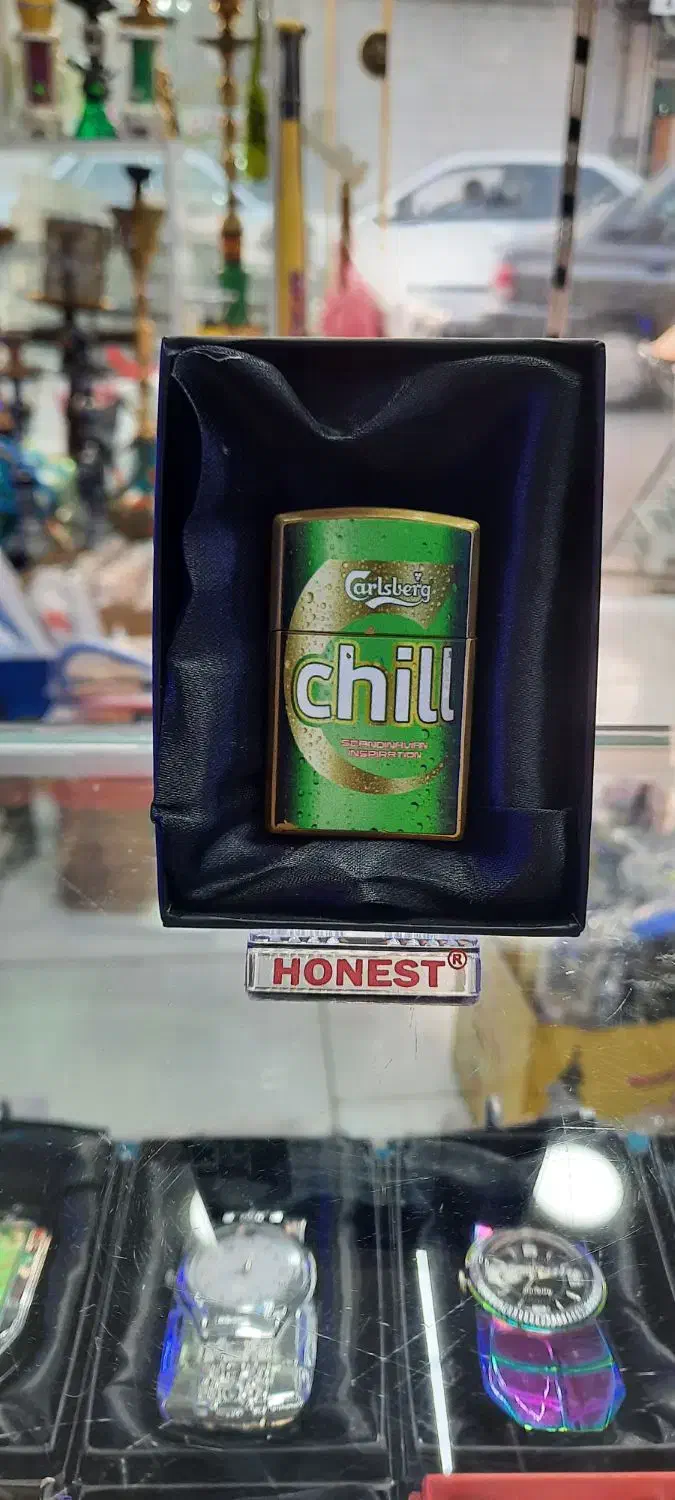 Carlsberg
chill
SCANDINAVIAN
INSPIRATION
HONEST®